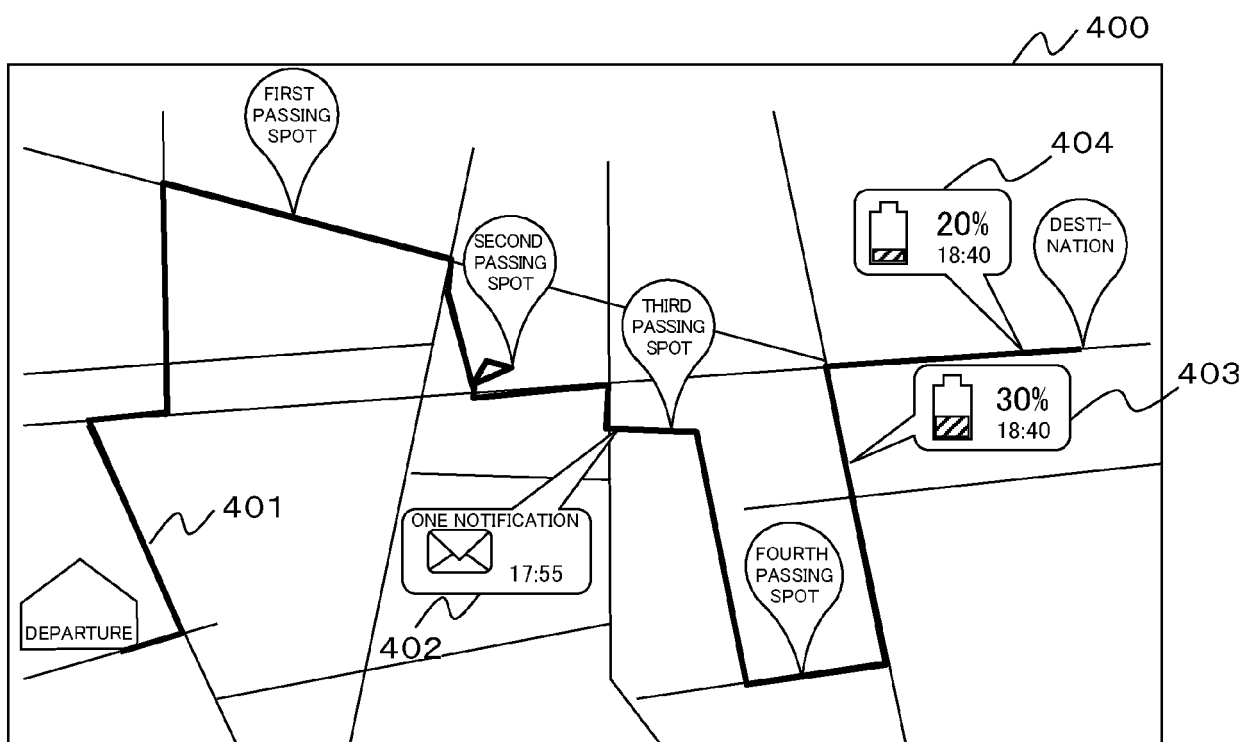 400
FIRST
PASSING
SPOT
404
20%
18:40
DESTI-
NATION
SECOND
PASSING
SPOT
THIRD
PASSING
SPOT
403
30%
18:40
401
ONE NOTIFICATION
17:55
402
FOURTH
PASSING
SPOT
DEPARTURE